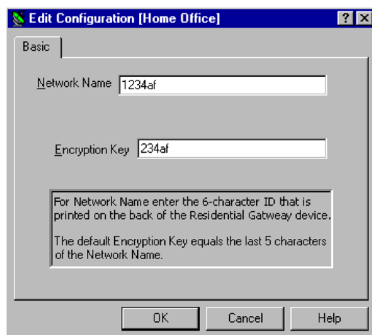 Edit Configuration [Home Office]
Basic
Network Name 1234af
Encryption Key 234af
For Network Name enter the 6-character ID that is
printed on the back of the Residential Gatweay device.
The default Encryption Key equals the last 5 characters
of the Network Name.
OK Cancel Help